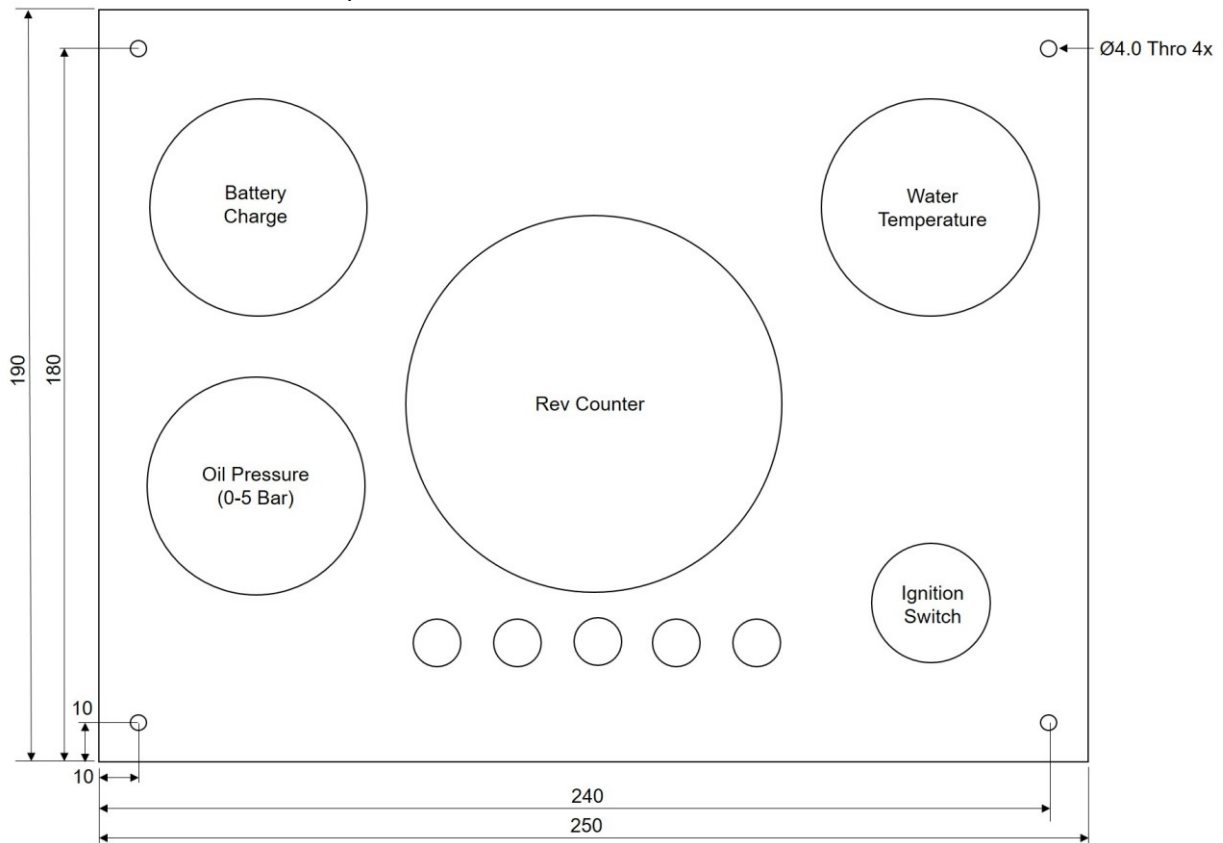 Ø4.0 Thro 4x
Battery
Charge
Water
Temperature
190
180
Rev Counter
Oil Pressure
(0-5 Bar)
Ignition
Switch
10
10
240
250